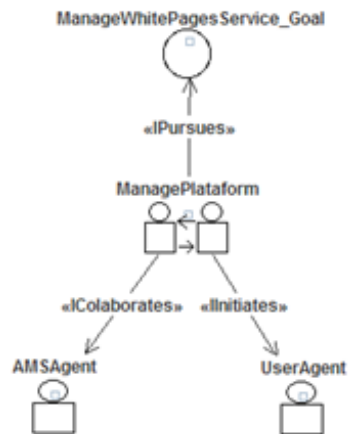 ManageWhitePagesService_Goal
«IPursues»
ManagePlataform
«IColaborates» «IInitiates»
AMSAgent UserAgent